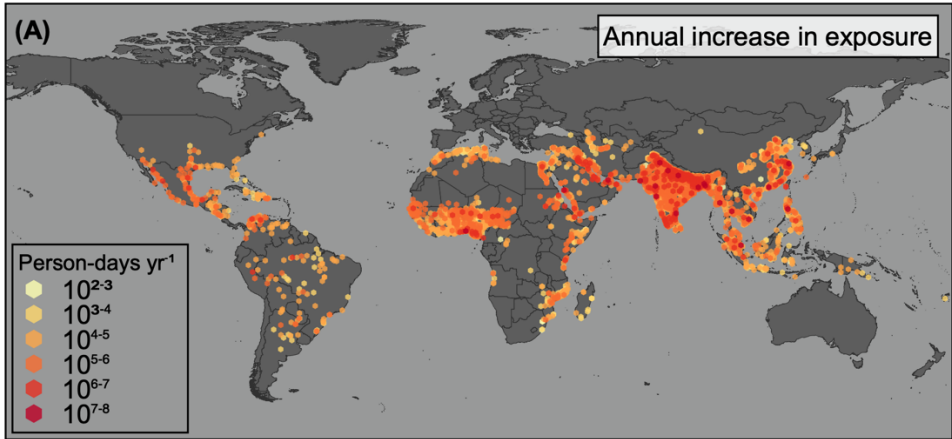 (A)
Annual increase in exposure
Person-days yr⁻¹
10²⁻³
10³⁻⁴
10⁴⁻⁵
10⁵⁻⁶
10⁶⁻⁷
10⁷⁻⁸